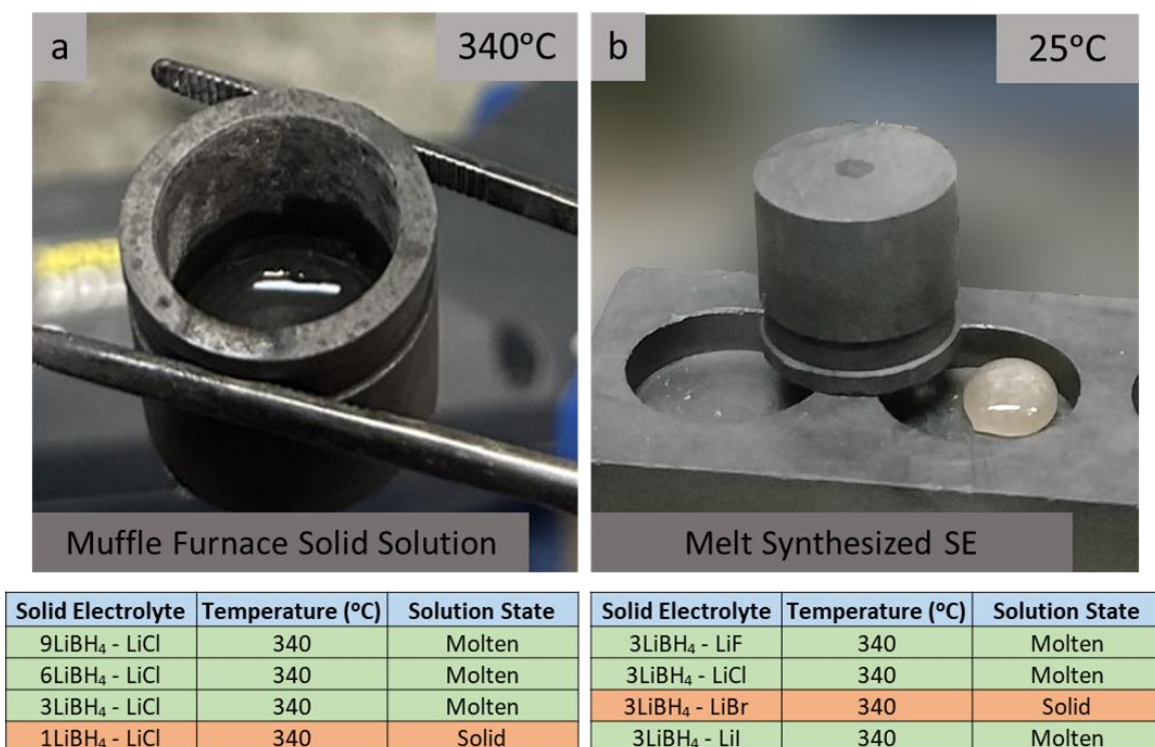 a
340°C
b
25°C
Muffle Furnace Solid Solution
Melt Synthesized SE
Solid Electrolyte Temperature (°C) Solution State
9LiBH₄ - LiCl 340 Molten
6LiBH₄ - LiCl 340 Molten
3LiBH₄ - LiCl 340 Molten
1LiBH₄ - LiCl 340 Solid
Solid Electrolyte Temperature (°C) Solution State
3LiBH₄ - LiF 340 Molten
3LiBH₄ - LiCl 340 Molten
3LiBH₄ - LiBr 340 Solid
3LiBH₄ - LiI 340 Molten